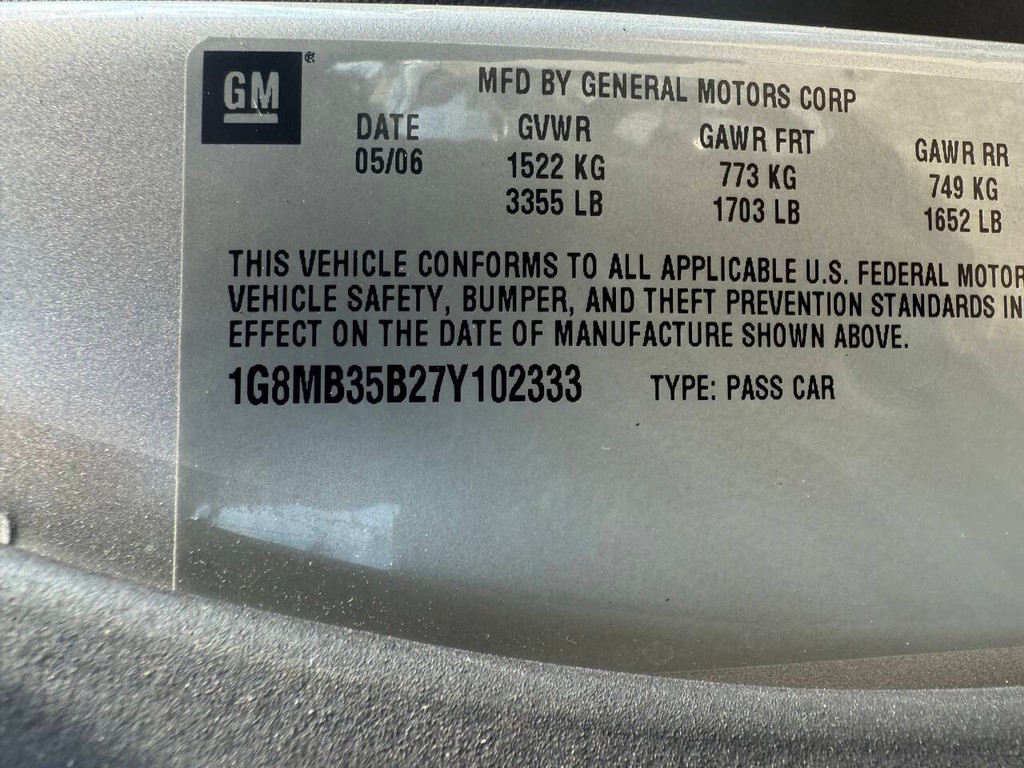 GM ®
MFD BY GENERAL MOTORS CORP
DATE GVWR GAWR FRT GAWR RR
05/06 1522 KG 773 KG 749 KG
3355 LB 1703 LB 1652 LB
THIS VEHICLE CONFORMS TO ALL APPLICABLE U.S. FEDERAL MOTOR
VEHICLE SAFETY, BUMPER, AND THEFT PREVENTION STANDARDS IN
EFFECT ON THE DATE OF MANUFACTURE SHOWN ABOVE.
1G8MB35B27Y102333 TYPE: PASS CAR